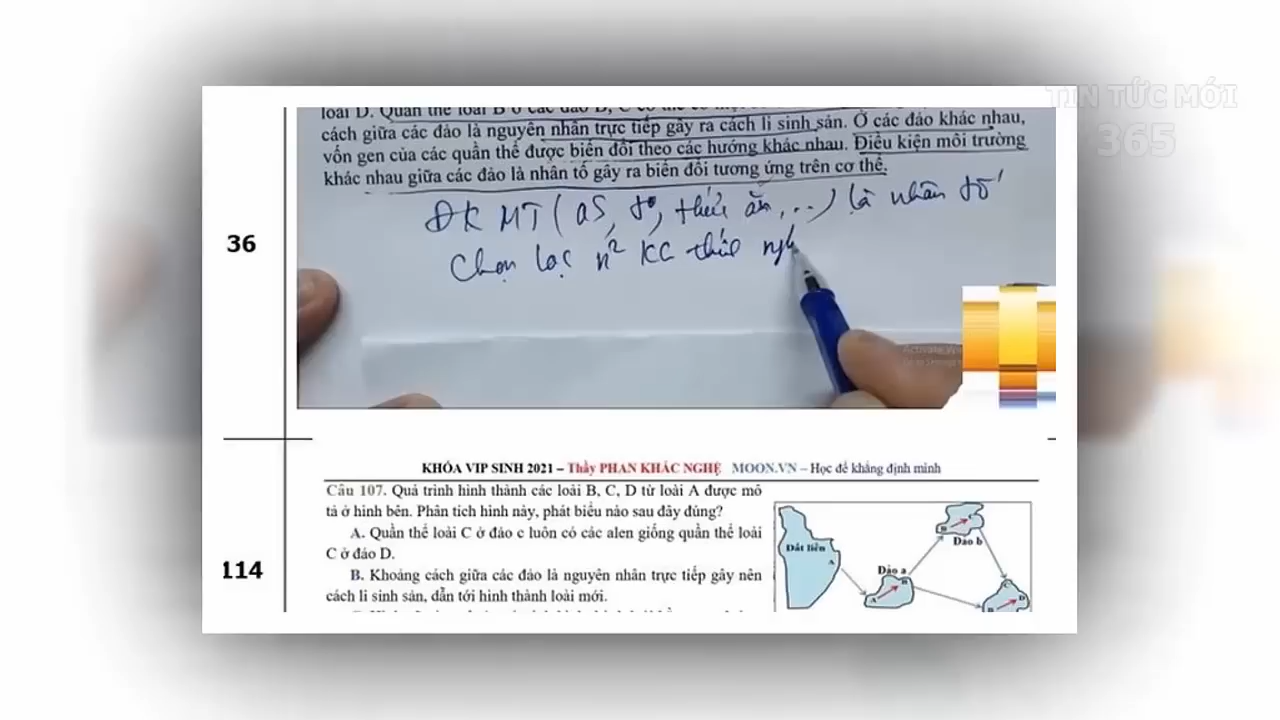 TIN TỨC MỚI
365
cách giữa các đảo là nguyên nhân trực tiếp gây ra cách li sinh sản. Ở các đảo khác nhau,
vốn gen của các quần thể được biến đổi theo các hướng khác nhau. Điều kiện môi trường
khác nhau giữa các đảo là nhân tố gây ra biến đổi tương ứng trên cơ thể.
ĐK MT (as, t°, thức ăn, ...) là nhân tố
chọn lọc n² KG thích ngh
36
KHÓA VIP SINH 2021 – Thầy PHAN KHẮC NGHỆ MOON.VN – Học để khẳng định mình
Câu 107. Quá trình hình thành các loài B, C, D từ loài A được mô
tả ở hình bên. Phân tích hình này, phát biểu nào sau đây đúng?
A. Quần thể loài C ở đảo c luôn có các alen giống quần thể loài
C ở đảo D.
B. Khoảng cách giữa các đảo là nguyên nhân trực tiếp gây nên
cách li sinh sản, dẫn tới hình thành loài mới.
114
Đất liền
A
Đảo a
A
B
Đảo b
B
C
C
B
D